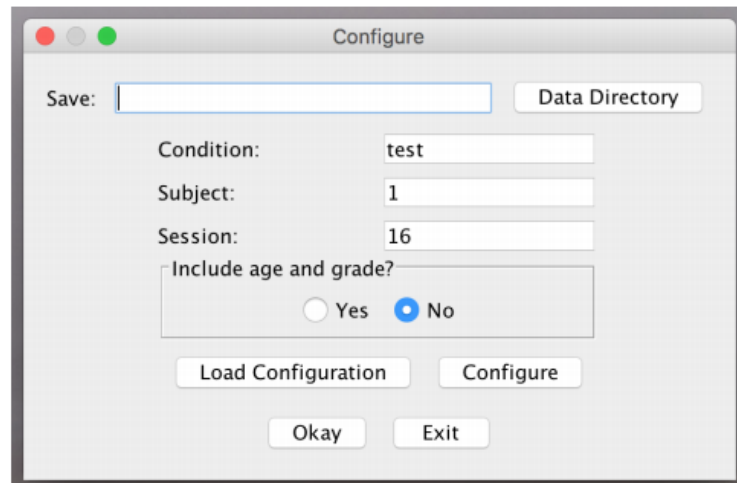 Configure
Save: Data Directory
Condition: test
Subject: 1
Session: 16
Include age and grade?
Yes No
Load Configuration Configure
Okay Exit